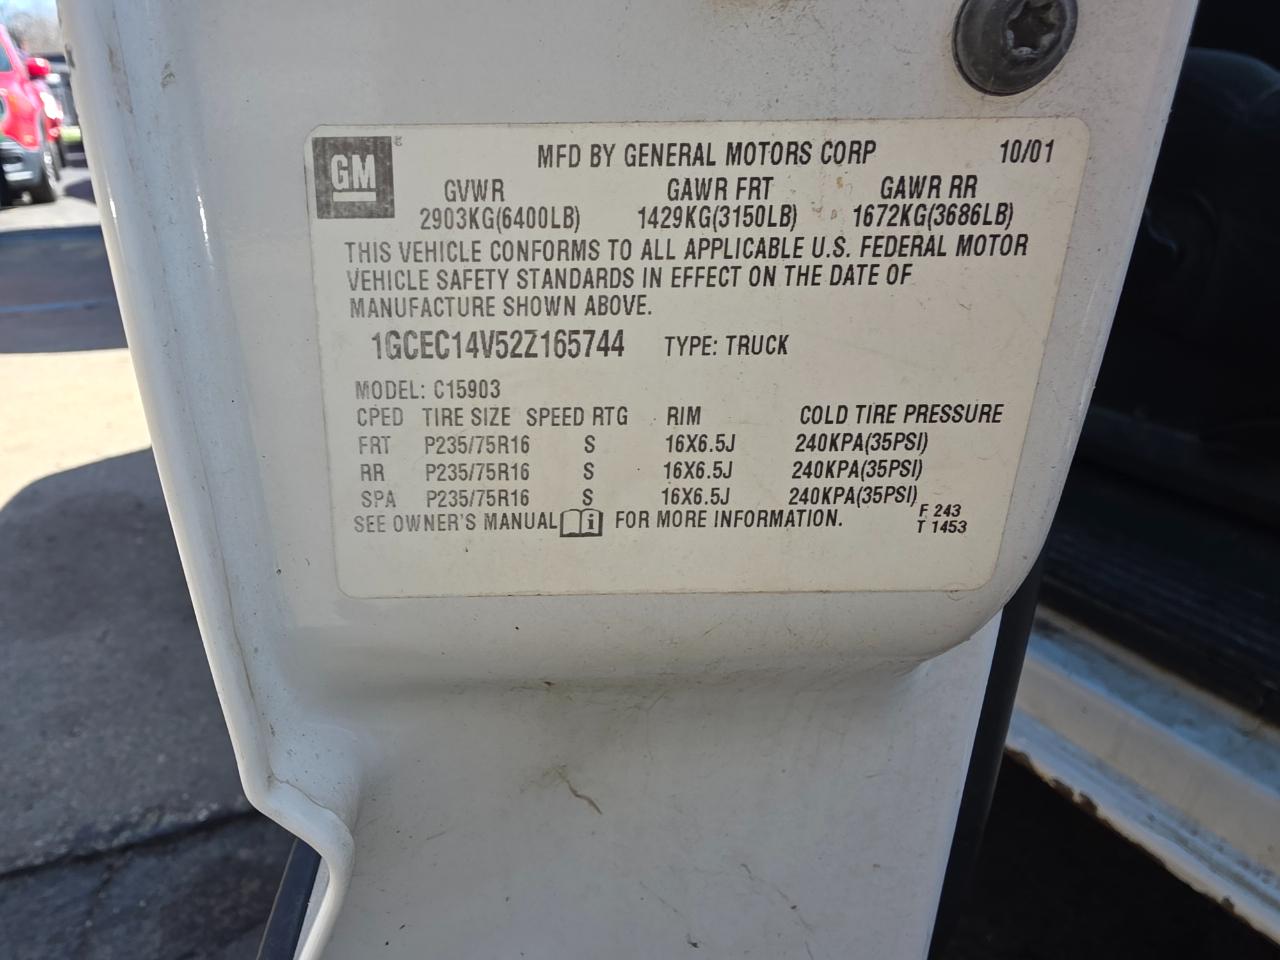 GM
MFD BY GENERAL MOTORS CORP 10/01
GVWR GAWR FRT GAWR RR
2903KG(6400LB) 1429KG(3150LB) 1672KG(3686LB)
THIS VEHICLE CONFORMS TO ALL APPLICABLE U.S. FEDERAL MOTOR
VEHICLE SAFETY STANDARDS IN EFFECT ON THE DATE OF
MANUFACTURE SHOWN ABOVE.
1GCEC14V52Z165744 TYPE: TRUCK
MODEL: C15903
CPED TIRE SIZE SPEED RTG RIM COLD TIRE PRESSURE
FRT P235/75R16 S 16X6.5J 240KPA(35PSI)
RR P235/75R16 S 16X6.5J 240KPA(35PSI)
SPA P235/75R16 S 16X6.5J 240KPA(35PSI)
SEE OWNER'S MANUAL i FOR MORE INFORMATION.
F 243
T 1453